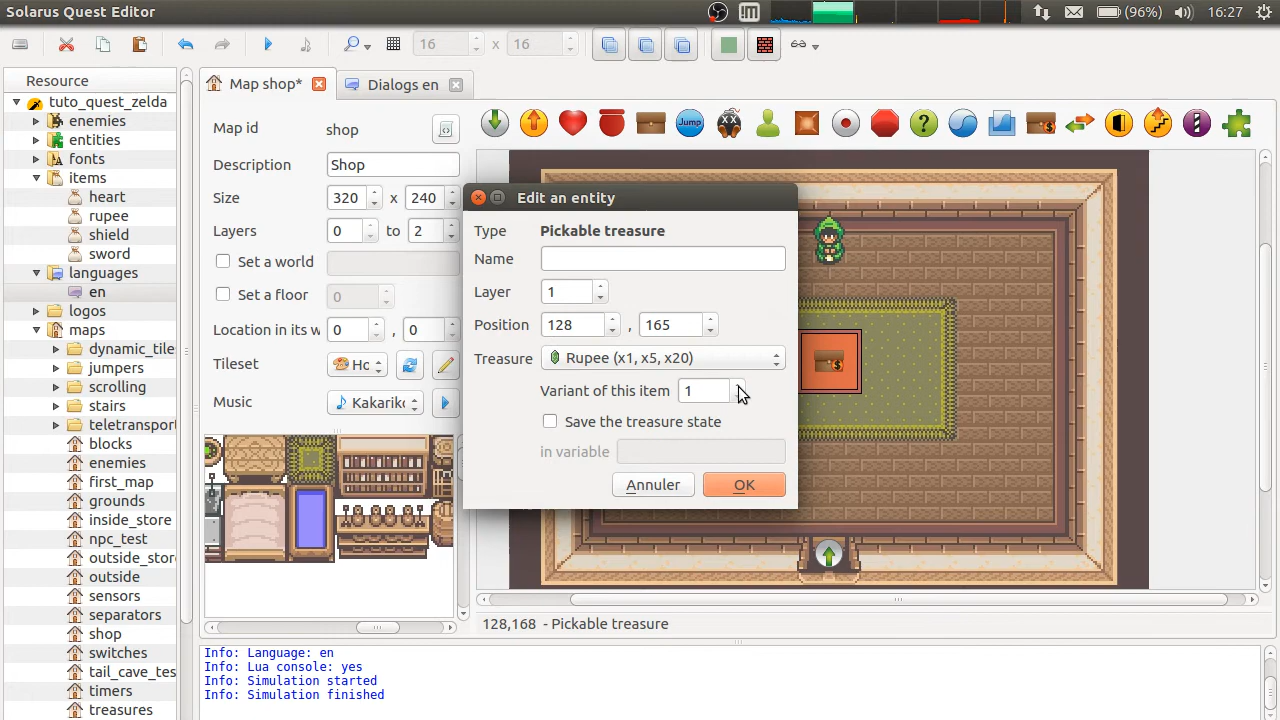 Solarus Quest Editor
(96%)
16:27
16
x
16
Resource
tuto_quest_zelda
enemies
entities
fonts
items
heart
rupee
shield
sword
languages
en
logos
maps
dynamic_tile
jumpers
scrolling
stairs
teletransport
blocks
enemies
first_map
grounds
inside_store
npc_test
outside_stor
outside
sensors
separators
shop
switches
tail_cave_tes
timers
treasures
Map shop*
Dialogs en
Map id
shop
Description
Shop
Size
320
x
240
Layers
0
to
2
Set a world
Set a floor
0
Location in its w
0
,
0
Tileset
Ho
Music
Kakarik
Jump
Edit an entity
Type
Pickable treasure
Name
Layer
1
Position
128
,
165
Treasure
Rupee (x1, x5, x20)
Variant of this item
1
Save the treasure state
in variable
Annuler
OK
128,168 - Pickable treasure
Info: Language: en
Info: Lua console: yes
Info: Simulation started
Info: Simulation finished